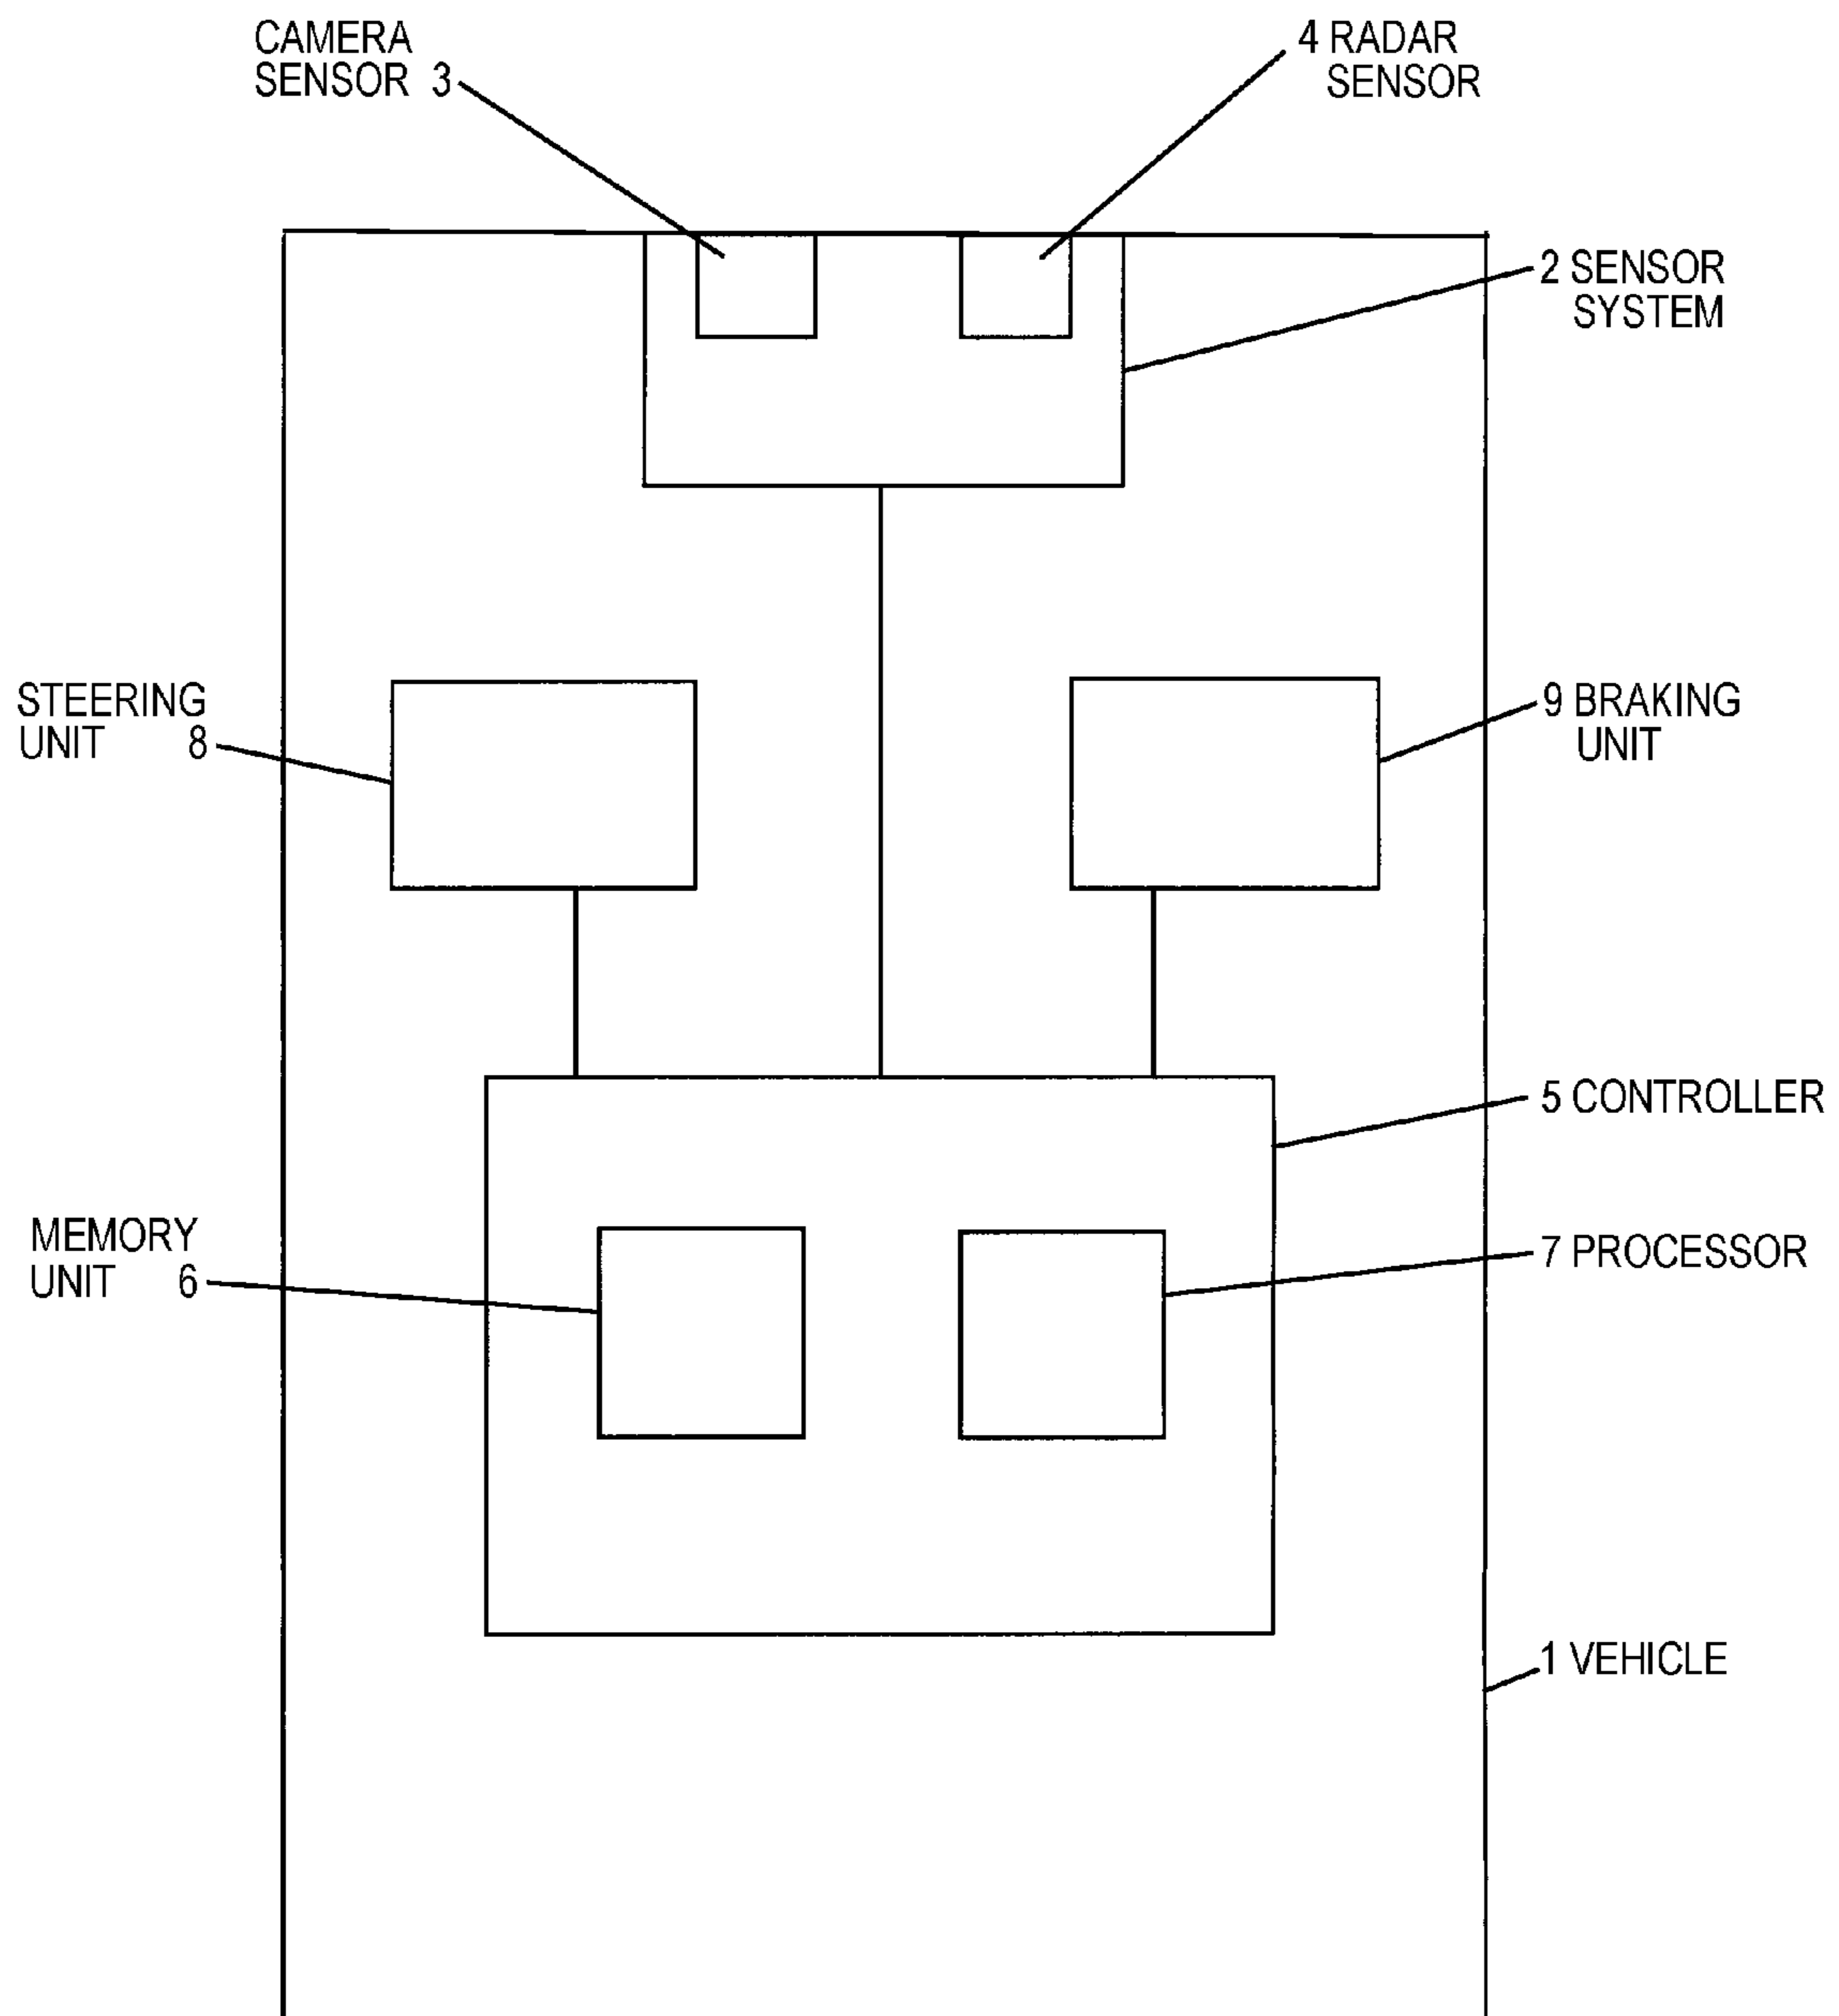 CAMERA
SENSOR 3
4 RADAR
SENSOR
2 SENSOR
SYSTEM
STEERING
UNIT 8
9 BRAKING
UNIT
5 CONTROLLER
MEMORY
UNIT 6
7 PROCESSOR
1 VEHICLE